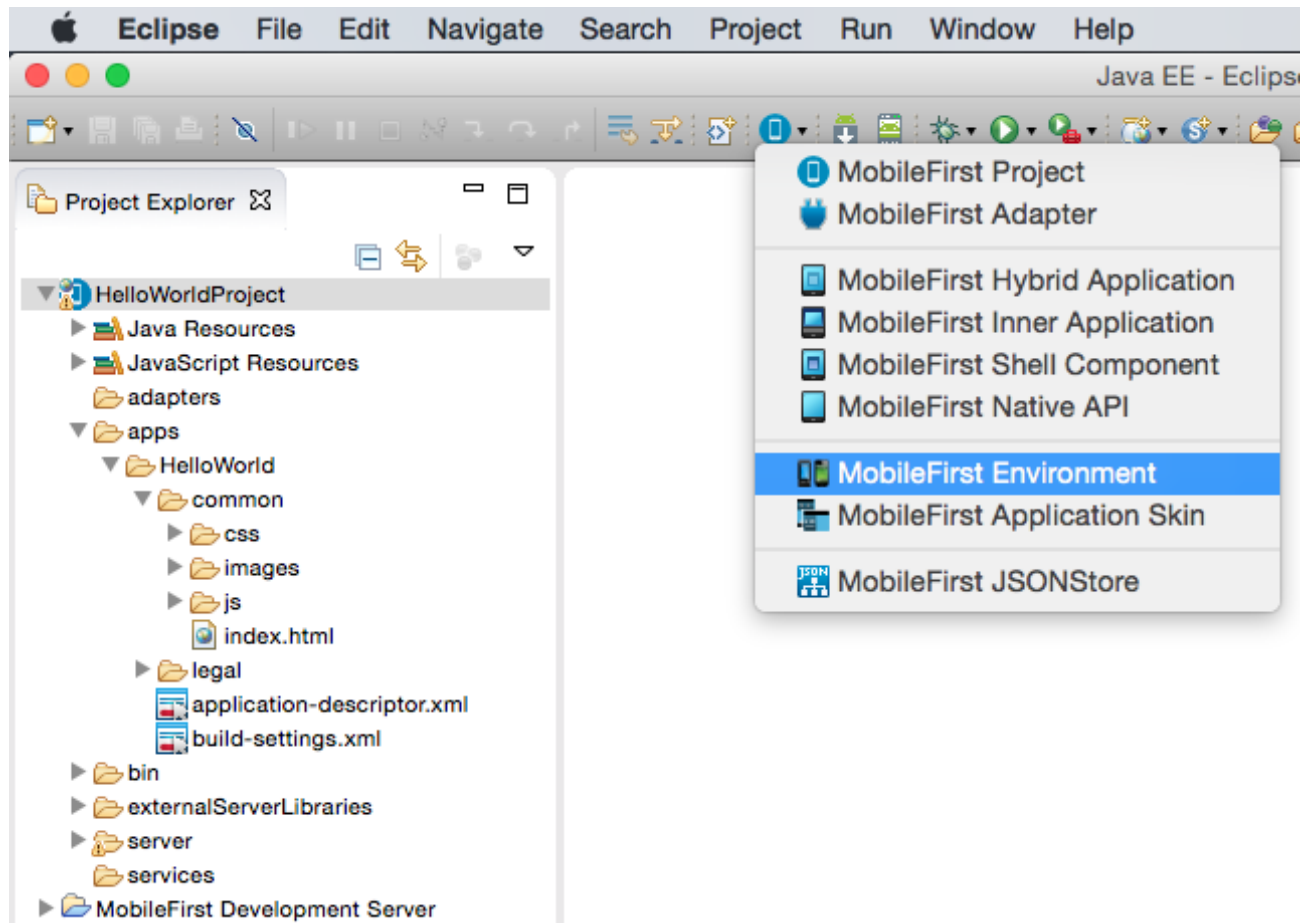 Eclipse File Edit Navigate Search Project Run Window Help
Java EE - Eclipse
Project Explorer
HelloWorldProject
Java Resources
JavaScript Resources
adapters
apps
HelloWorld
common
css
images
js
index.html
legal
application-descriptor.xml
build-settings.xml
bin
externalServerLibraries
server
services
MobileFirst Development Server
MobileFirst Project
MobileFirst Adapter
MobileFirst Hybrid Application
MobileFirst Inner Application
MobileFirst Shell Component
MobileFirst Native API
MobileFirst Environment
MobileFirst Application Skin
JSON
MobileFirst JSONStore